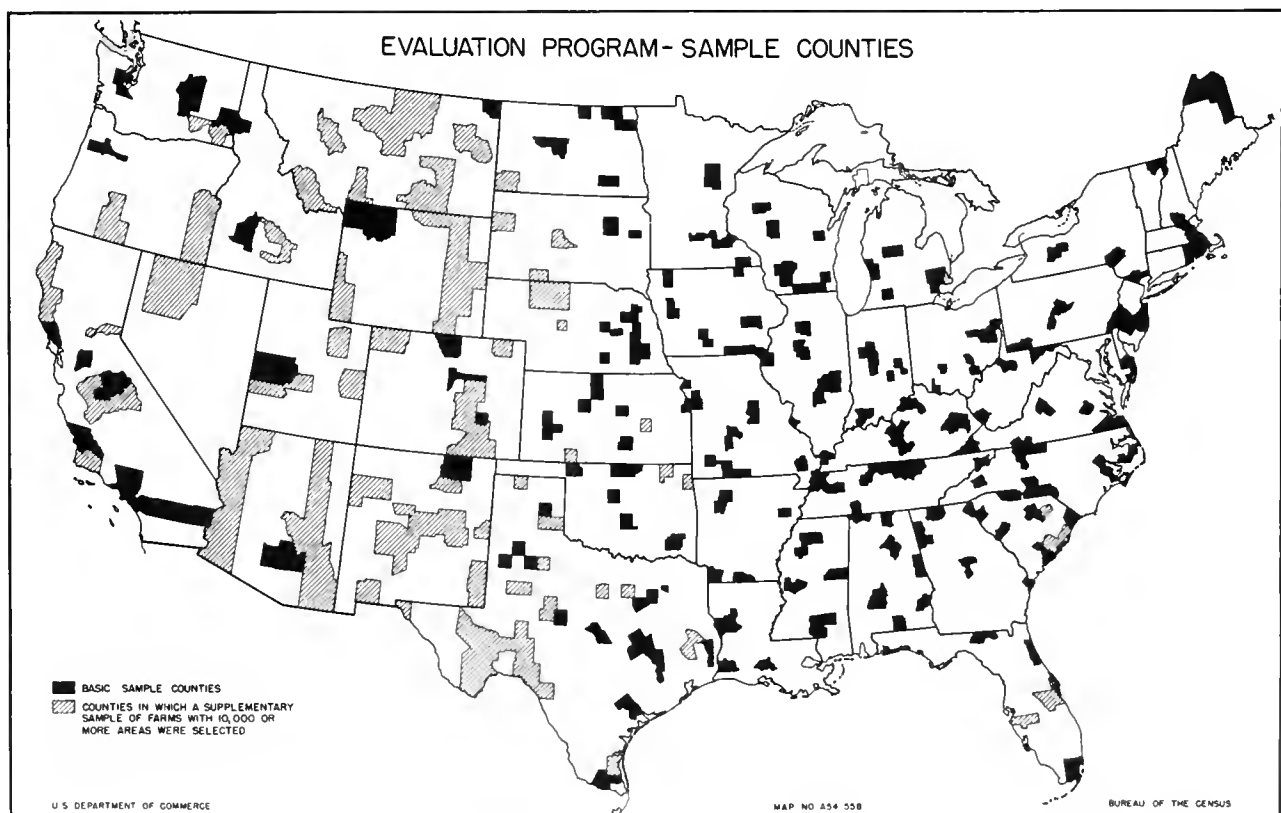 EVALUATION PROGRAM- SAMPLE COUNTIES
BASIC SAMPLE COUNTIES
COUNTIES IN WHICH A SUPPLEMENTARY
SAMPLE OF FARMS WITH 10,000 OR
MORE AREAS WERE SELECTED
U S DEPARTMENT OF COMMERCE
MAP NO A54 55B
BUREAU OF THE CENSUS